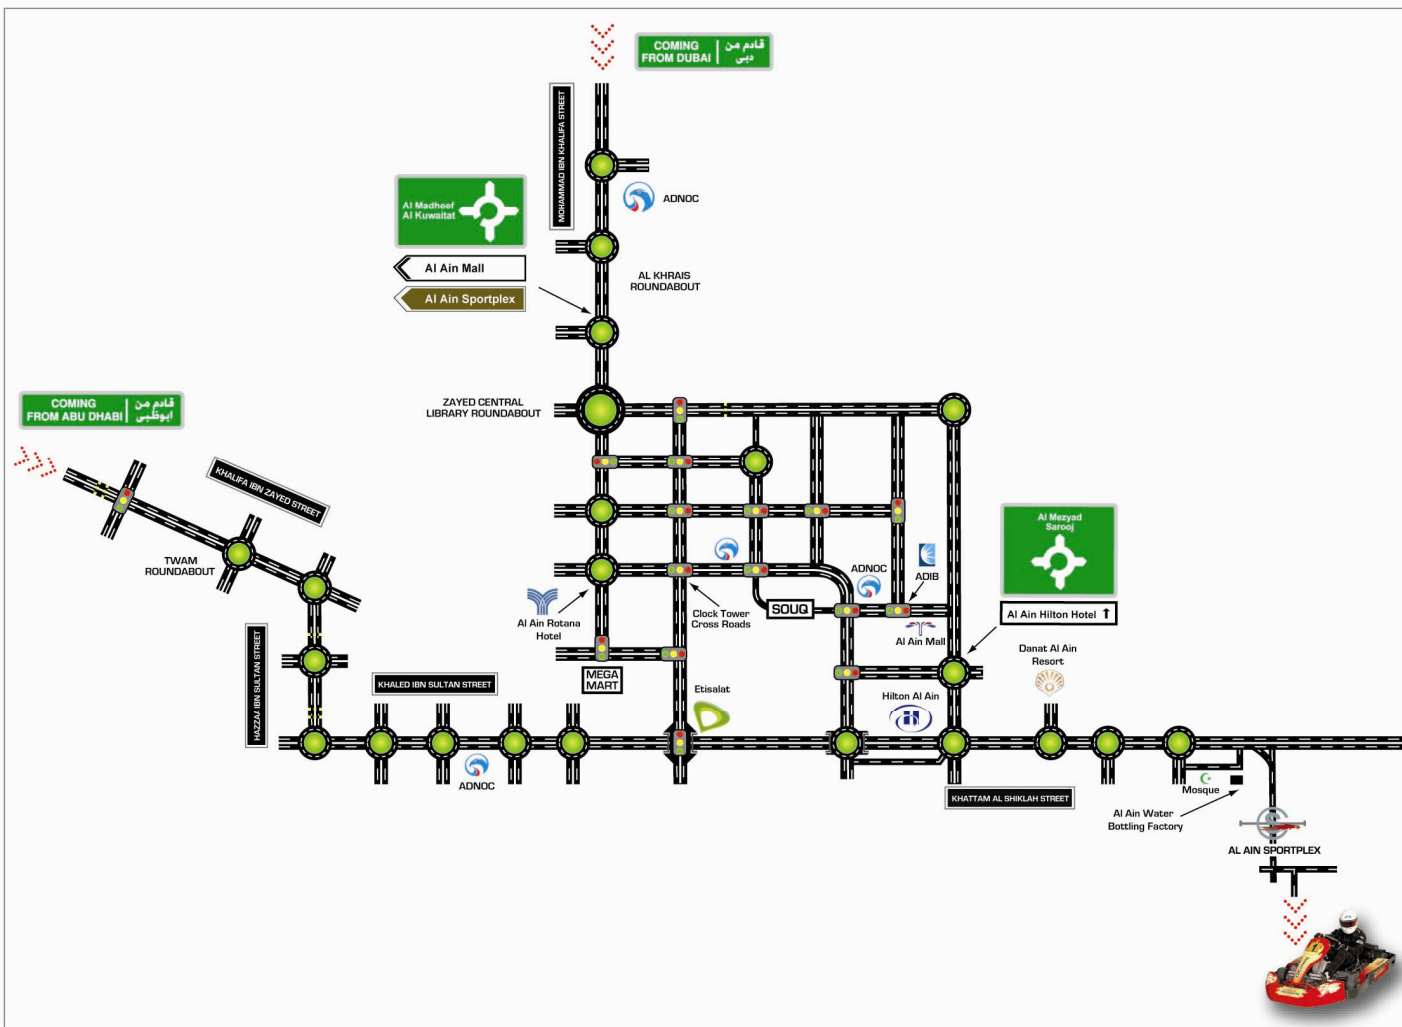 COMING
FROM DUBAI
قادم من
دبي
MOHAMMAD IBN KHALIFA STREET
ADNOC
Al Madheef
Al Kuwaitat
Al Ain Mall
Al Ain Sportplex
AL KHRAIS
ROUNDABOUT
ZAYED CENTRAL
LIBRARY ROUNDABOUT
COMING
FROM ABU DHABI
قادم من
ابوظبي
KHALIFA IBN ZAYED STREET
TWAM
ROUNDABOUT
Al Mezyad
Sarooj
Al Ain Hilton Hotel
ADNOC
ADIB
SOUQ
Clock Tower
Cross Roads
Al Ain Rotana
Hotel
Al Ain Mall
Danat Al Ain
Resort
HAZZAA IBN SULTAN STREET
KHALED IBN SULTAN STREET
MEGA
MART
Etisalat
Hilton Al Ain
ADNOC
KHATTAM AL SHIKLAH STREET
Mosque
Al Ain Water
Bottling Factory
AL AIN SPORTPLEX